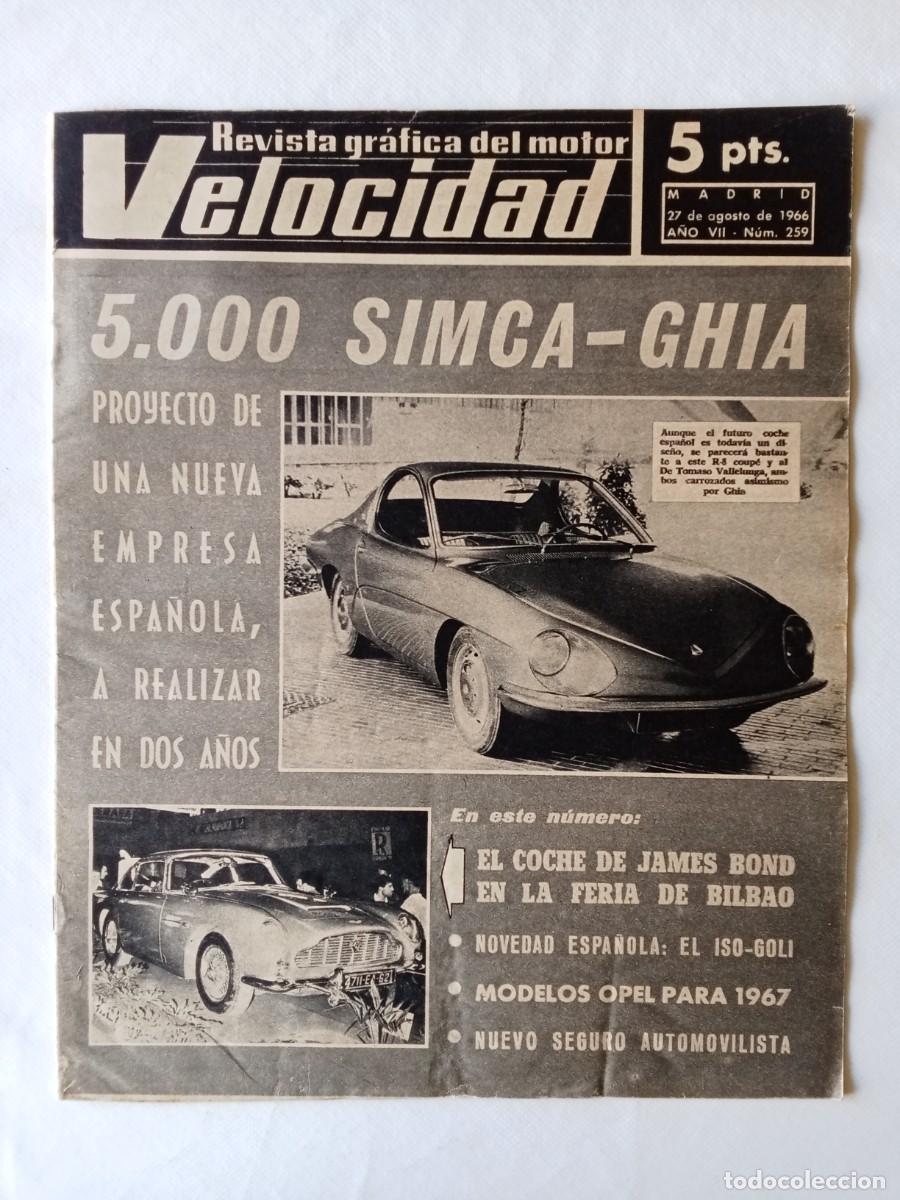 Revista gráfica del motor
Velocidad
5 pts.
MADRID
27 de agosto de 1966
AÑO VII - Núm. 259
5.000 SIMCA-GHIA
PROYECTO DE
UNA NUEVA
EMPRESA
ESPAÑOLA,
A REALIZAR
EN DOS AÑOS
Aunque el futuro coche
español es todavía un di-
seño, se parecerá bastan-
te a este R-8 coupé y al
De Tomaso Vallelunga, am-
bos carrozados asimismo
por Ghia
En este número:
EL COCHE DE JAMES BOND
EN LA FERIA DE BILBAO
• NOVEDAD ESPAÑOLA: EL ISO-GOLI
• MODELOS OPEL PARA 1967
• NUEVO SEGURO AUTOMOVILISTA
R
todocoleccion